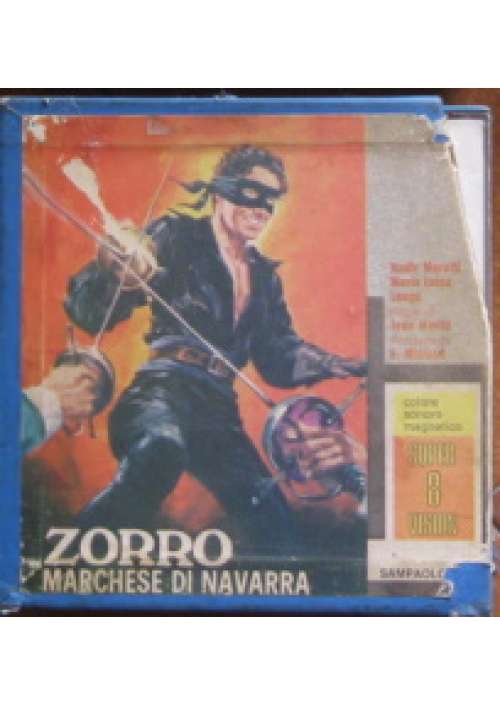 Nadir Moretti
Maria Luisa
Longo
colore
sonoro
magnetico
SUPER
8
VISION
ZORRO
MARCHESE DI NAVARRA
SAMPAOLO